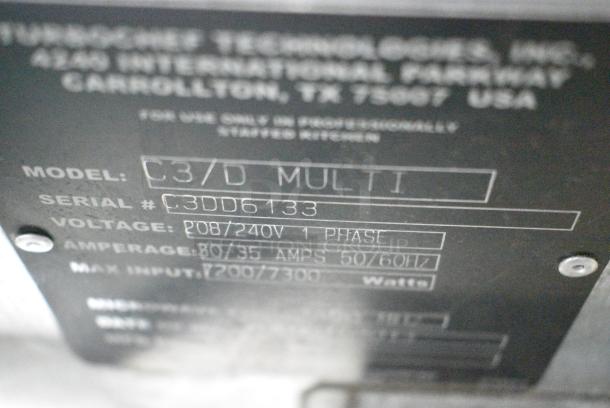 TURBOCHEF TECHNOLOGIES, INC.
4240 INTERNATIONAL PARKWAY
CARROLLTON, TX 75007 USA
FOR USE ONLY IN PROFESSIONALLY
STAFFED KITCHEN
MODEL: C3/D MULTI
SERIAL # C3DD6133
VOLTAGE: 208/240V 1 PHASE
AMPERAGE: 30/35 AMPS 50/60HZ
MAX INPUT: 7200/7300 Watts
MICROWAVE
DATE